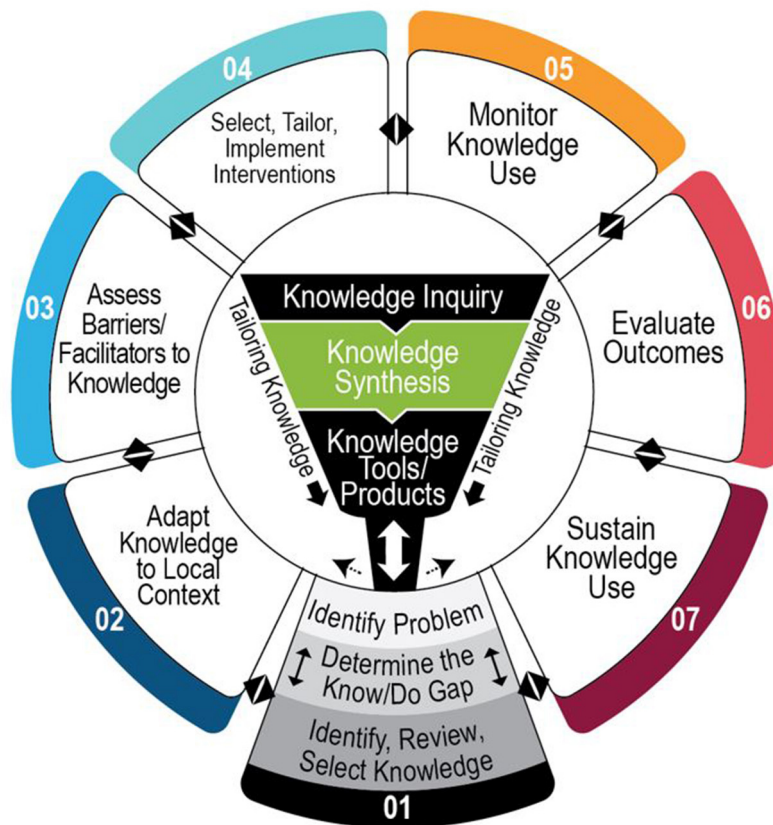 04
Select, Tailor,
Implement
Interventions
05
Monitor
Knowledge
Use
03
Assess
Barriers/
Facilitators to
Knowledge
Tailoring Knowledge
Knowledge Inquiry
Knowledge
Synthesis
Knowledge
Tools/
Products
Tailoring Knowledge
06
Evaluate
Outcomes
02
Adapt
Knowledge
to Local
Context
07
Sustain
Knowledge
Use
Identify Problem
Determine the
Know/Do Gap
Identify, Review,
Select Knowledge
01